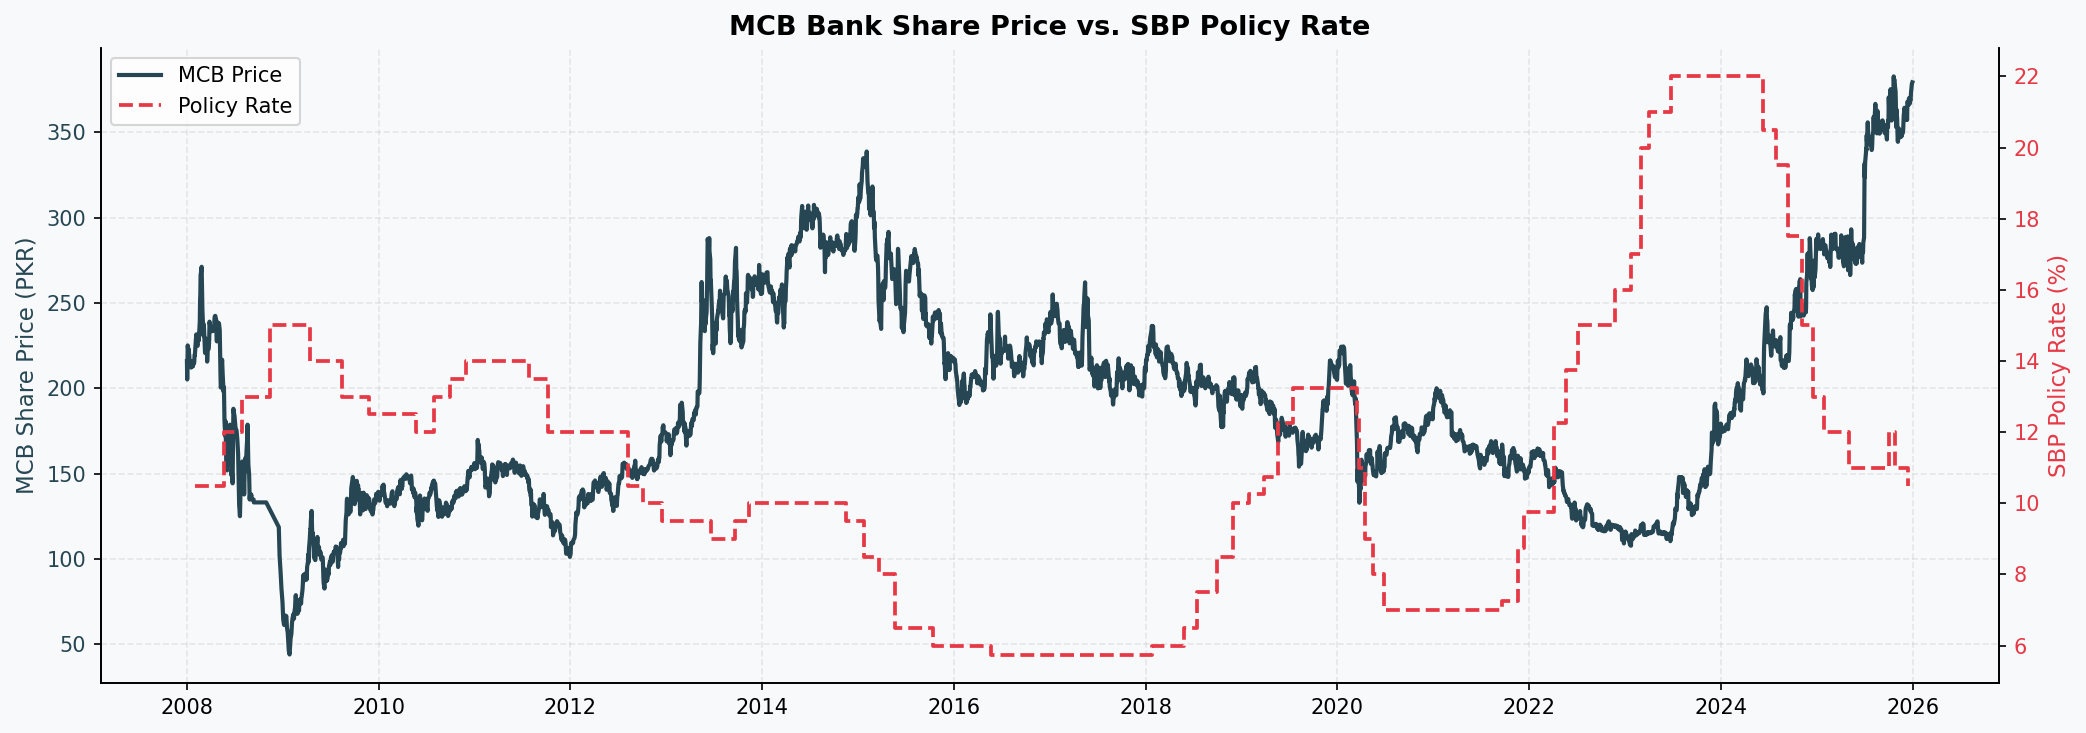 MCB Bank Share Price vs. SBP Policy Rate
MCB Price
Policy Rate
MCB Share Price (PKR)
350
300
250
200
150
100
50
SBP Policy Rate (%)
22
20
18
16
14
12
10
8
6
2008 2010 2012 2014 2016 2018 2020 2022 2024 2026